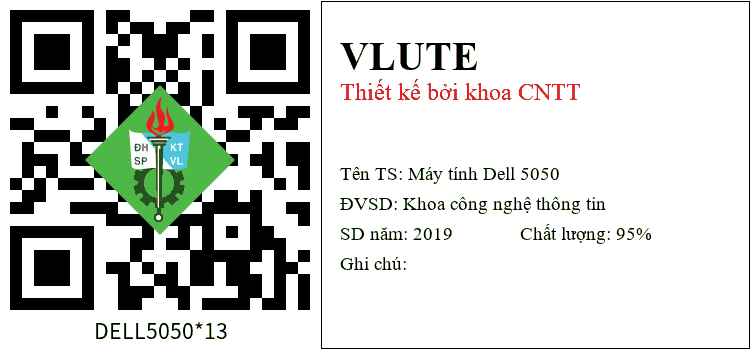 ĐH KT
SP VL
DELL5050*13
VLUTE
Thiết kế bởi khoa CNTT
Tên TS: Máy tính Dell 5050
ĐVSD: Khoa công nghệ thông tin
SD năm: 2019 Chất lượng: 95%
Ghi chú: